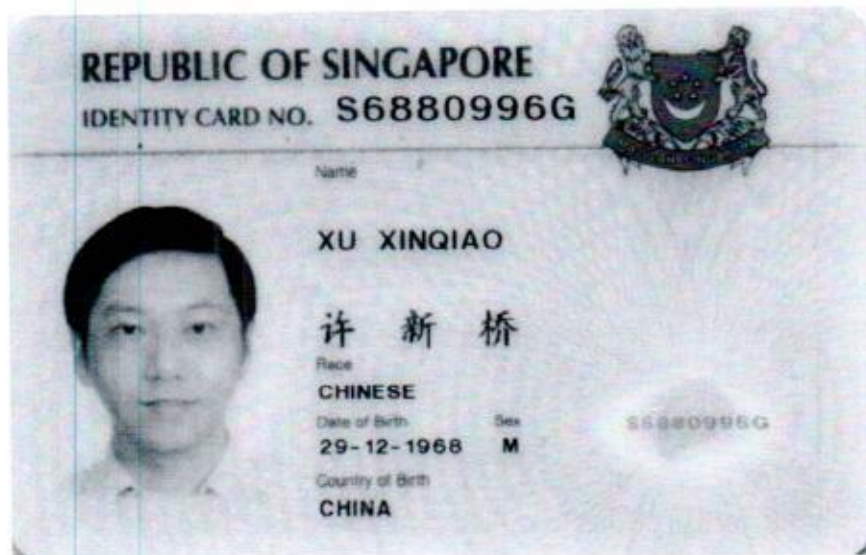 REPUBLIC OF SINGAPORE
IDENTITY CARD NO. S6880996G
Name
XU XINQIAO
许新桥
Race
CHINESE
Date of Birth Sex
29-12-1968 M
S6880996G
Country of Birth
CHINA